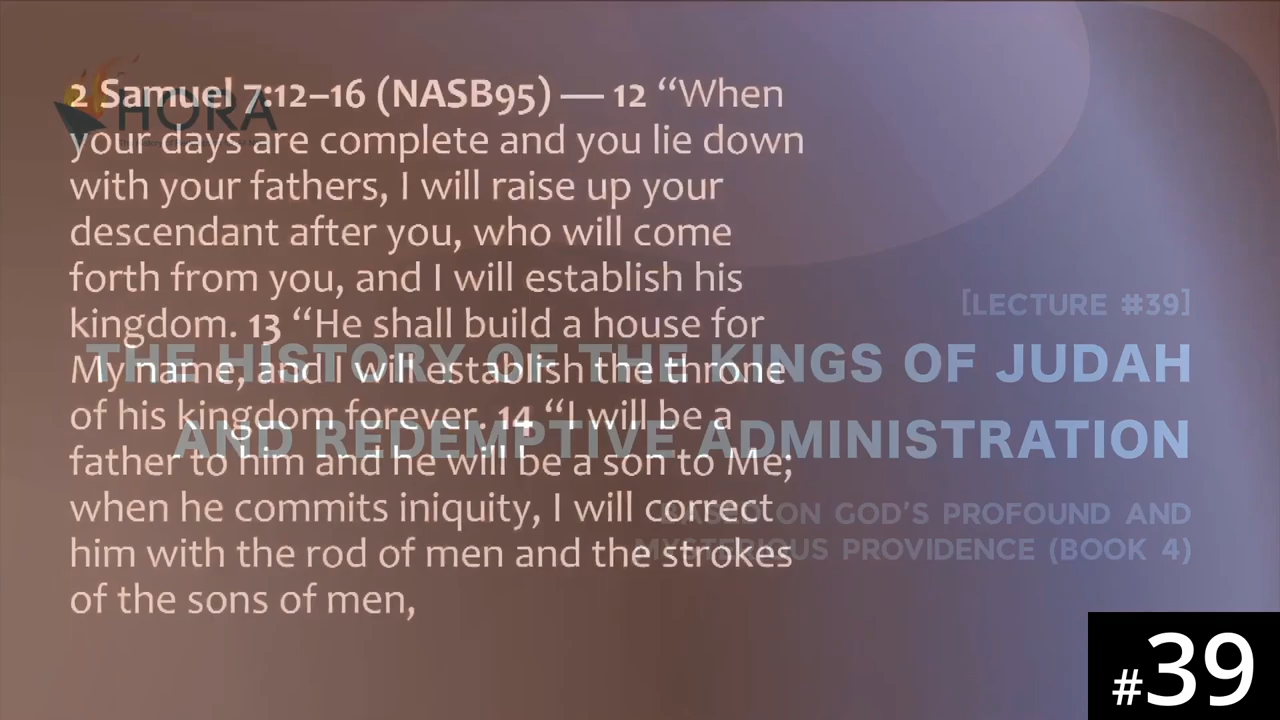 HORA
2 Samuel 7:12–16 (NASB95) — 12 “When
your days are complete and you lie down
with your fathers, I will raise up your
descendant after you, who will come
forth from you, and I will establish his
kingdom. 13 “He shall build a house for
My name, and I will establish the throne
of his kingdom forever. 14 “I will be a
father to him and he will be a son to Me;
when he commits iniquity, I will correct
him with the rod of men and the strokes
of the sons of men,
[LECTURE #39]
THE HISTORY OF THE KINGS OF JUDAH
AND REDEMPTIVE ADMINISTRATION
BASED ON GOD'S PROFOUND AND
MYSTERIOUS PROVIDENCE (BOOK 4)
#39